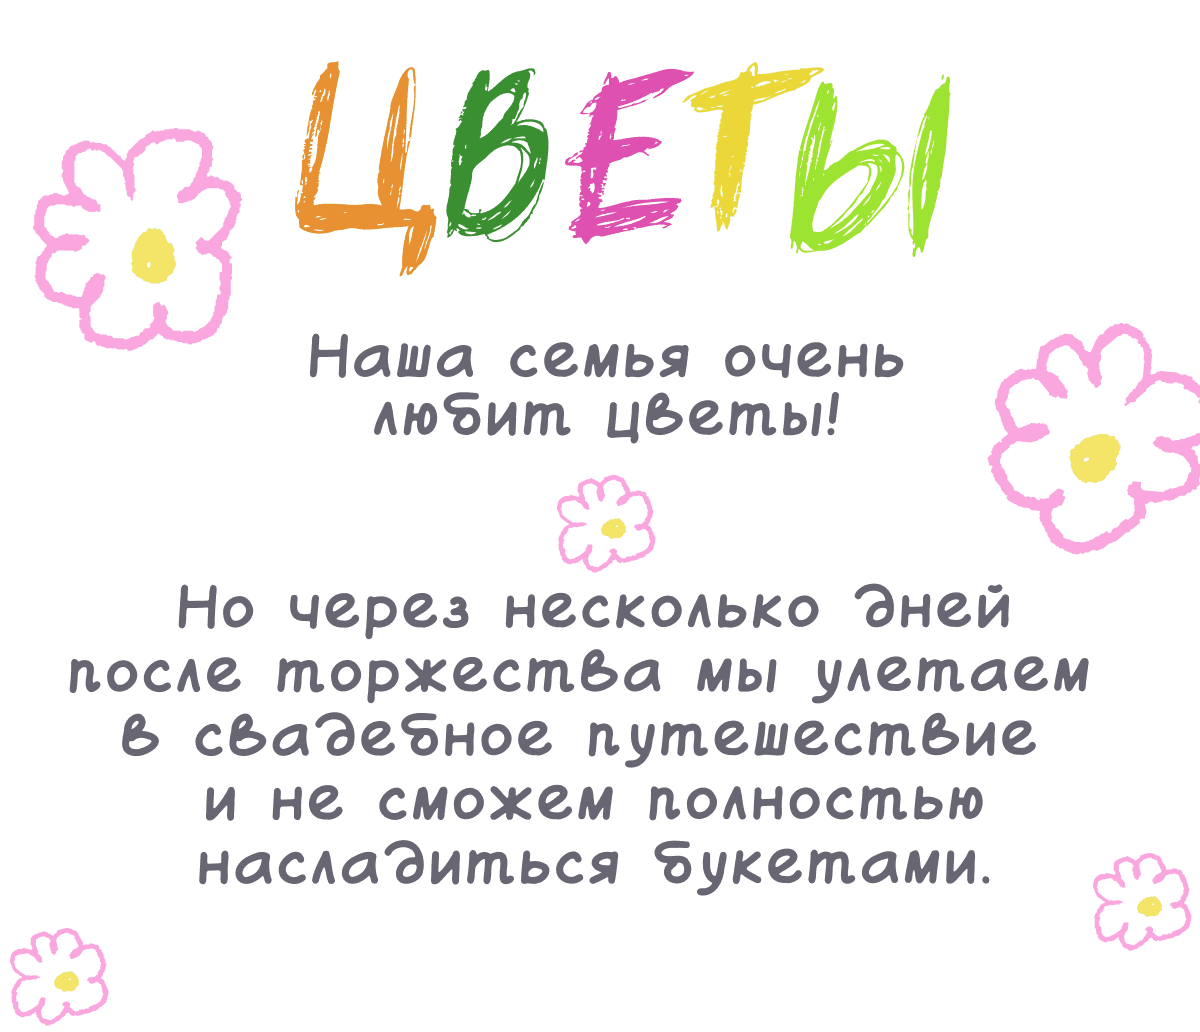 ЦВЕТЫ
Наша семья очень
любит цветы!
Но через несколько дней
после торжества мы улетаем
в свадебное путешествие
и не сможем полностью
насладиться букетами.